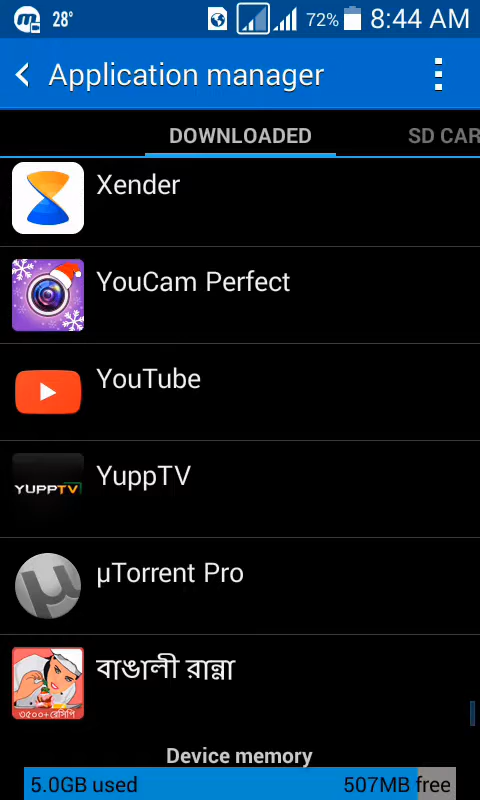 28°
72%
8:44 AM
Application manager
DOWNLOADED
SD CAR
Xender
YouCam Perfect
YouTube
YuppTV
YUPPTV
µTorrent Pro
বাঙালী রান্না
৩৫০০+রেসিপি
Device memory
5.0GB used
507MB free